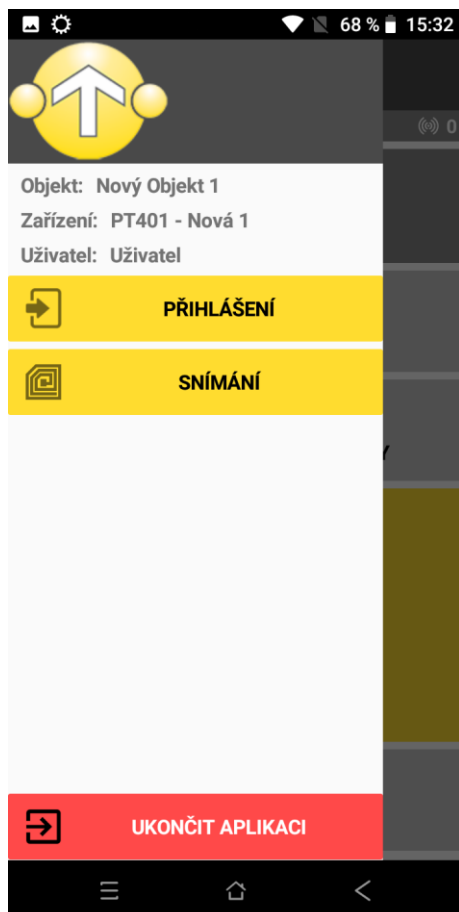 68 % 15:32
0
Objekt: Nový Objekt 1
Zařízení: PT401 - Nová 1
Uživatel: Uživatel
PŘIHLÁŠENÍ
SNÍMÁNÍ
Y
UKONČIT APLIKACI